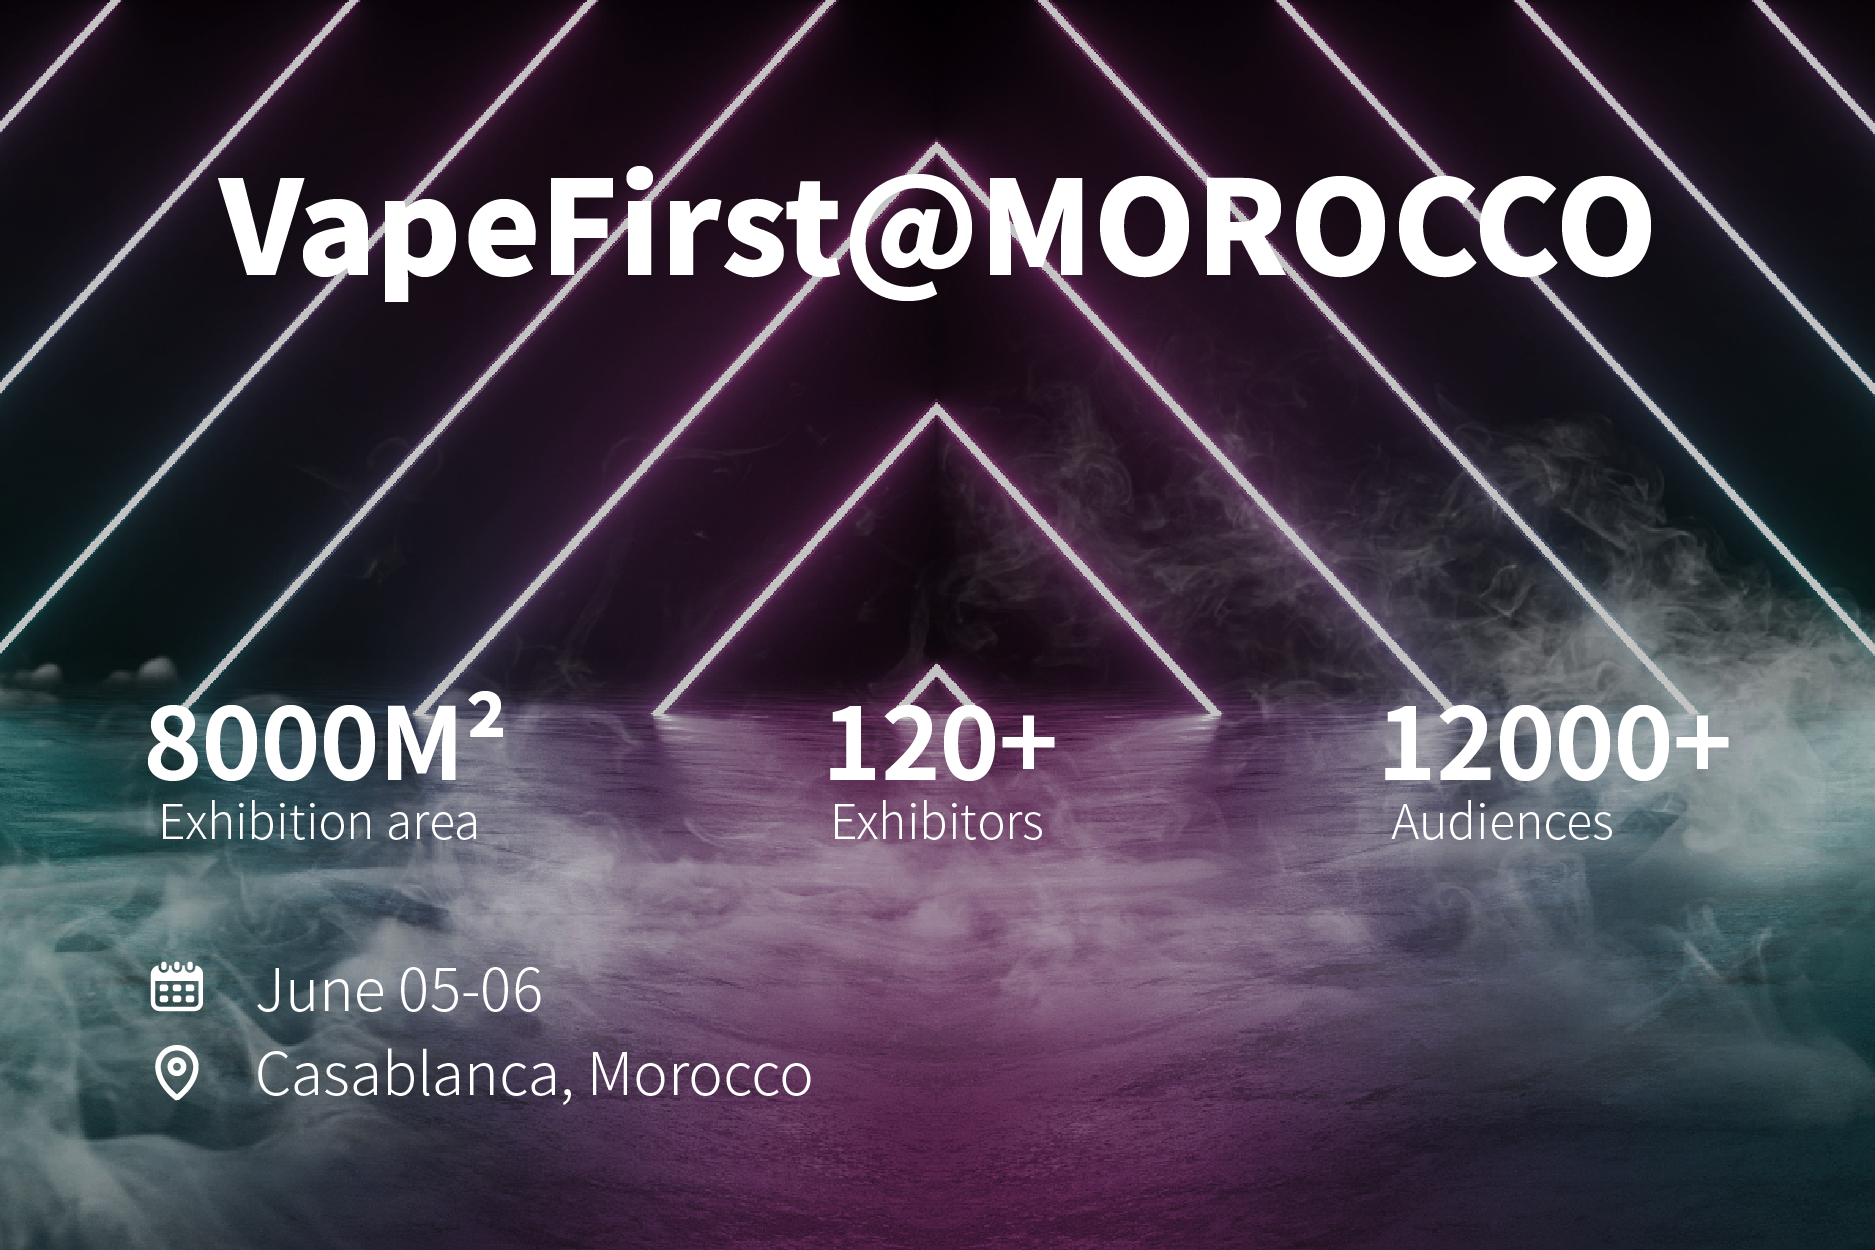 VapeFirst@MOROCCO
8000M²
Exhibition area
120+
Exhibitors
12000+
Audiences
June 05-06
Casablanca, Morocco